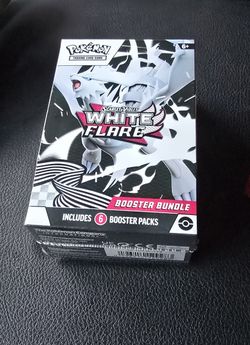 POKÉMON
TRADING CARD GAME
6+
WHITE
FLARE
BOOSTER BUNDLE
INCLUDES 6 BOOSTER PACKS